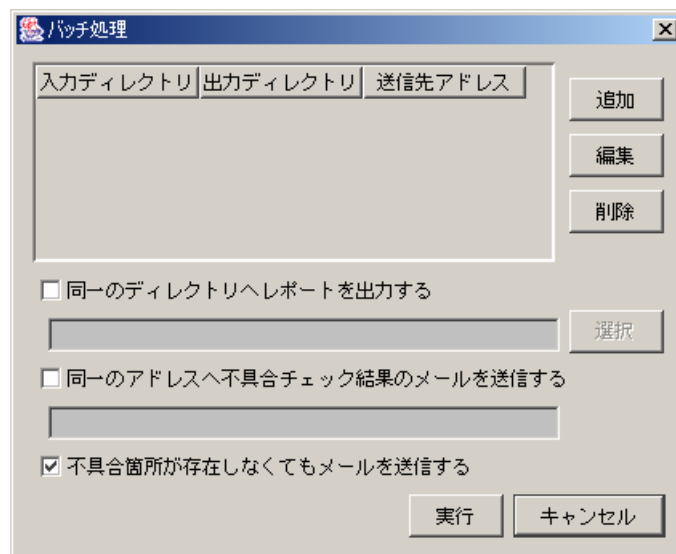 バッチ処理
入力ディレクトリ 出力ディレクトリ 送信先アドレス
追加
編集
削除
同一のディレクトリへレポートを出力する
選択
同一のアドレスへ不具合チェック結果のメールを送信する
不具合箇所が存在しなくてもメールを送信する
実行 キャンセル